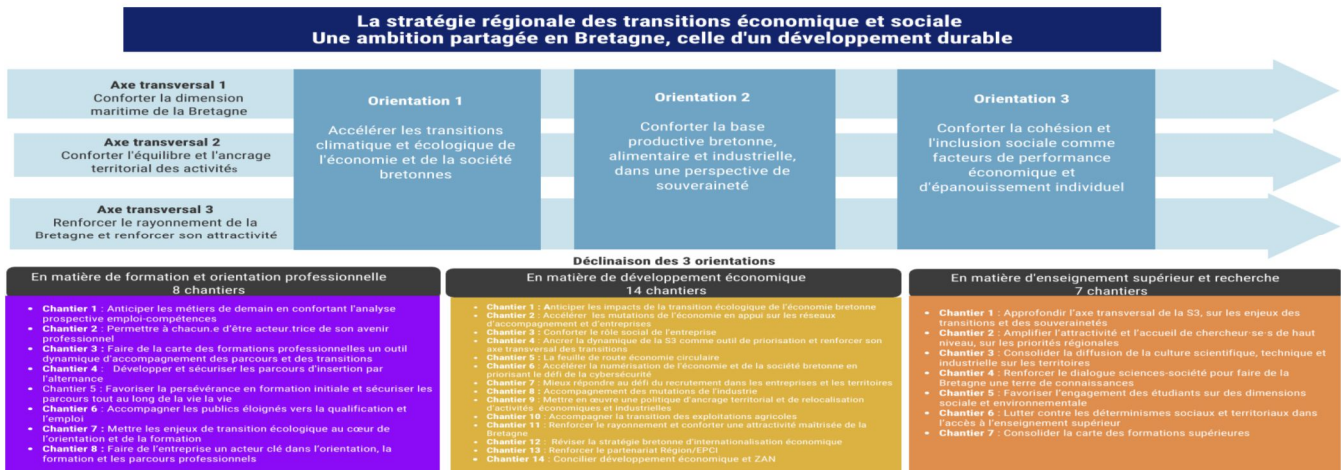 La stratégie régionale des transitions économique et sociale
Une ambition partagée en Bretagne, celle d'un développement durable
Axe transversal 1
Conforter la dimension
maritime de la Bretagne
Axe transversal 2
Conforter l'équilibre et l'ancrage
territorial des activités
Axe transversal 3
Renforcer le rayonnement de la
Bretagne et renforcer son attractivité
Orientation 1
Accélérer les transitions
climatique et écologique de
l'économie et de la société
bretonnes
Orientation 2
Conforter la base
productive bretonne,
alimentaire et industrielle,
dans une perspective de
souveraineté
Orientation 3
Conforter la cohésion et
l'inclusion sociale comme
facteurs de performance
économique et
d'épanouissement individuel
Déclinaison des 3 orientations
En matière de formation et orientation professionnelle
8 chantiers
• Chantier 1 : Anticiper les métiers de demain en confortant l'analyse
prospective emploi-compétences
• Chantier 2 : Permettre à chacun.e d'être acteur.trice de son avenir
professionnel
• Chantier 3 : Faire de la carte des formations professionnelles un outil
dynamique d'accompagnement des parcours et des transitions
• Chantier 4 : Développer et sécuriser les parcours d'insertion par
l'alternance
• Chantier 5 : Favoriser la persévérance en formation initiale et sécuriser les
parcours tout au long de la vie la vie
• Chantier 6 : Accompagner les publics éloignés vers la qualification et
l'emploi
• Chantier 7 : Mettre les enjeux de transition écologique au cœur de
l'orientation et de la formation
• Chantier 8 : Faire de l'entreprise un acteur clé dans l'orientation, la
formation et les parcours professionnels
En matière de développement économique
14 chantiers
• Chantier 1 : Anticiper les impacts de la transition écologique de l'économie bretonne
• Chantier 2 : Accélérer les mutations de l'économie en appui sur les réseaux
d'accompagnement et d'entreprises
• Chantier 3 : Conforter le rôle social de l'entreprise
• Chantier 4 : Ancrer la dynamique de la S3 comme outil de priorisation et renforcer son
axe transversal des transitions
• Chantier 5 : La feuille de route économie circulaire
• Chantier 6 : Accélérer la numérisation de l'économie et de la société bretonne en
priorisant le défi de la cybersécurité
• Chantier 7 : Mieux répondre au défi du recrutement dans les entreprises et les territoires
• Chantier 8 : Accompagnement des mutations de l'industrie
• Chantier 9 : Mettre en œuvre une politique d'ancrage territorial et de relocalisation
d'activités économiques et industrielles
• Chantier 10 : Accompagner la transition des exploitations agricoles
• Chantier 11 : Renforcer le rayonnement et conforter une attractivité maîtrisée de la
Bretagne
• Chantier 12 : Réviser la stratégie bretonne d'internationalisation économique
• Chantier 13 : Renforcer le partenariat Région/EPCI
• Chantier 14 : Concilier développement économique et ZAN
En matière d'enseignement supérieur et recherche
7 chantiers
• Chantier 1 : Approfondir l'axe transversal de la S3, sur les enjeux des
transitions et des souverainetés
• Chantier 2 : Amplifier l'attractivité et l'accueil de chercheur·se·s de haut
niveau, sur les priorités régionales
• Chantier 3 : Consolider la diffusion de la culture scientifique, technique et
industrielle sur les territoires
• Chantier 4 : Renforcer le dialogue sciences-société pour faire de la
Bretagne une terre de connaissances
• Chantier 5 : Favoriser l'engagement des étudiants sur des dimensions
sociale et environnementale
• Chantier 6 : Lutter contre les déterminismes sociaux et territoriaux dans
l'accès à l'enseignement supérieur
• Chantier 7 : Consolider la carte des formations supérieures